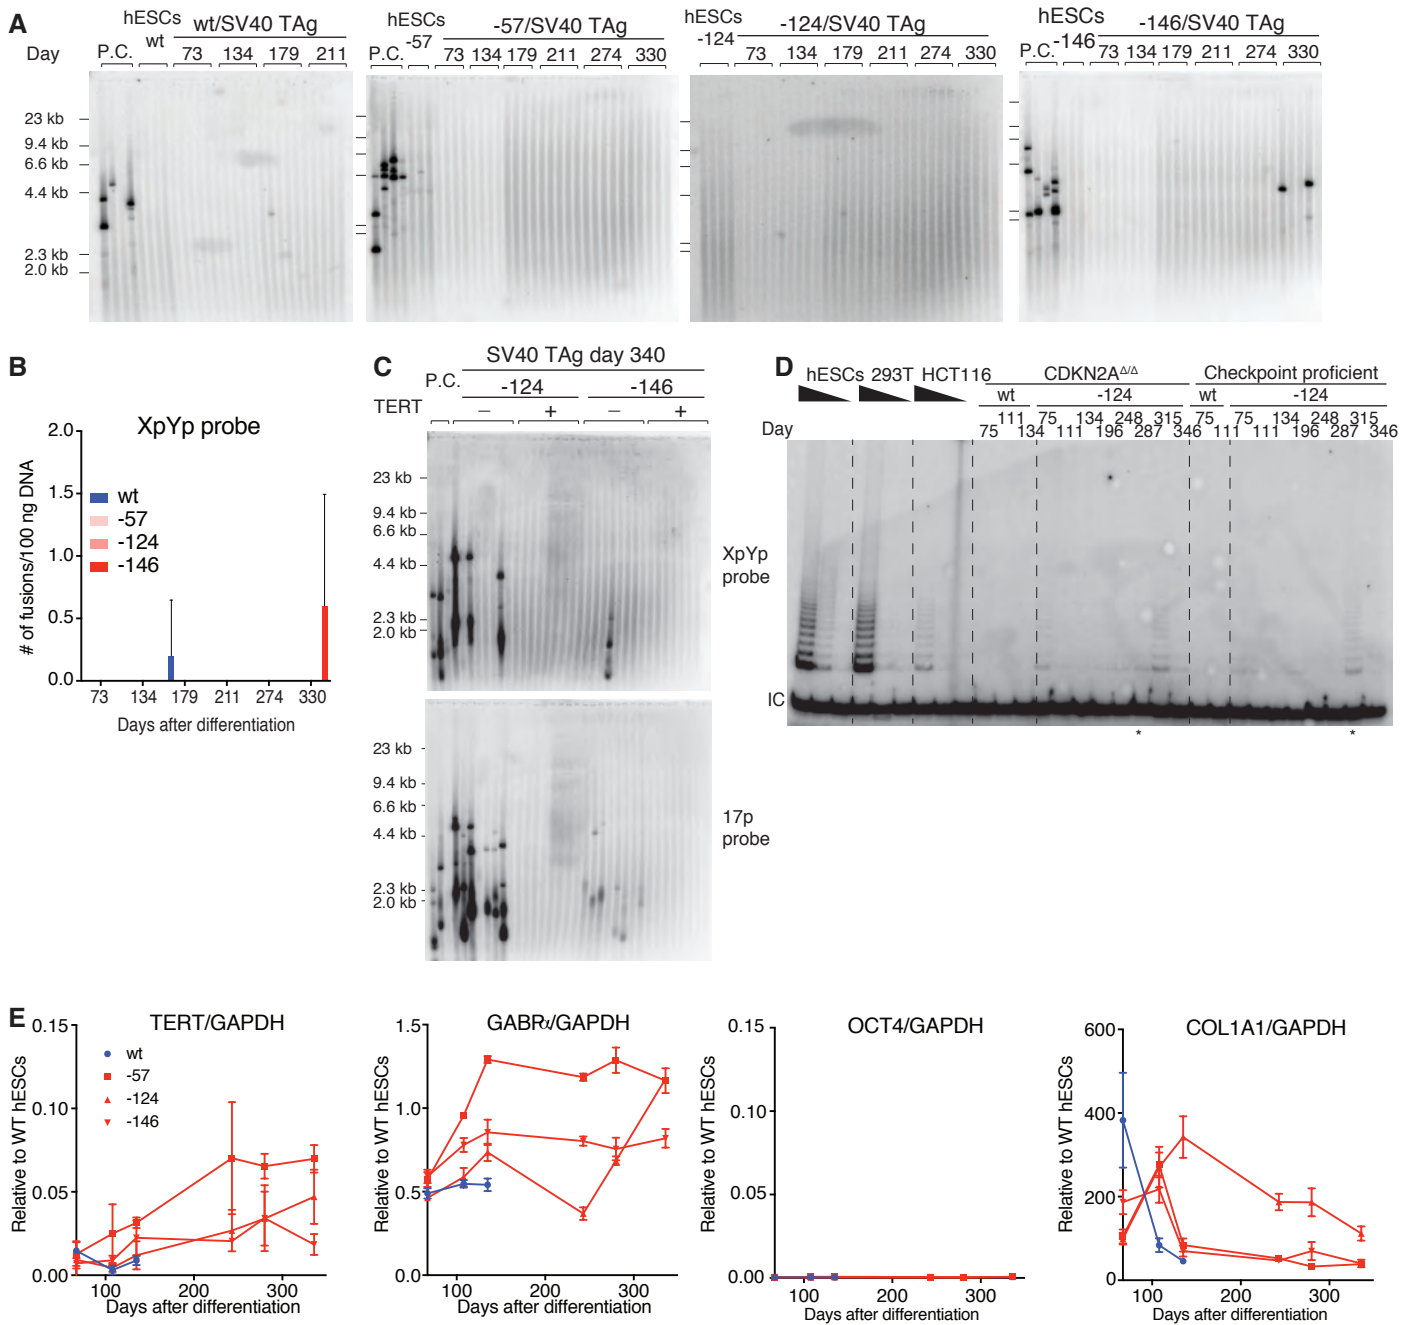 A
hESCs wt/SV40 TAg
Day P.C. wt 73 134 179 211
23 kb
9.4 kb
6.6 kb
4.4 kb
2.3 kb
2.0 kb
hESCs -57/SV40 TAg
P.C. -57 73 134 179 211 274 330
hESCs -124/SV40 TAg
-124 73 134 179 211 274 330
hESCs -146/SV40 TAg
P.C. -146 73 134 179 211 274 330
B
XpYp probe
# of fusions/100 ng DNA
2.0
1.5
1.0
0.5
0.0
wt
-57
-124
-146
73 134 179 211 274 330
Days after differentiation
C
SV40 TAg day 340
P.C. -124 -146
TERT – + – +
23 kb
9.4 kb
6.6 kb
4.4 kb
2.3 kb
2.0 kb
XpYp
probe
23 kb
9.4 kb
6.6 kb
4.4 kb
2.3 kb
2.0 kb
17p
probe
D
hESCs 293T HCT116 CDKN2AΔ/Δ Checkpoint proficient
wt -124 wt -124
111 75 134 248 315 75 75 134 248 315
Day 75 134 111 196 287 346 111 111 196 287 346
IC
* *
E
TERT/GAPDH
Relative to WT hESCs
0.15
0.10
0.05
0.00
wt
-57
-124
-146
100 200 300
Days after differentiation
GABPα/GAPDH
Relative to WT hESCs
1.5
1.0
0.5
0.0
100 200 300
Days after differentiation
OCT4/GAPDH
Relative to WT hESCs
0.15
0.10
0.05
0.00
100 200 300
Days after differentiation
COL1A1/GAPDH
Relative to WT hESCs
600
400
200
0
100 200 300
Days after differentiation